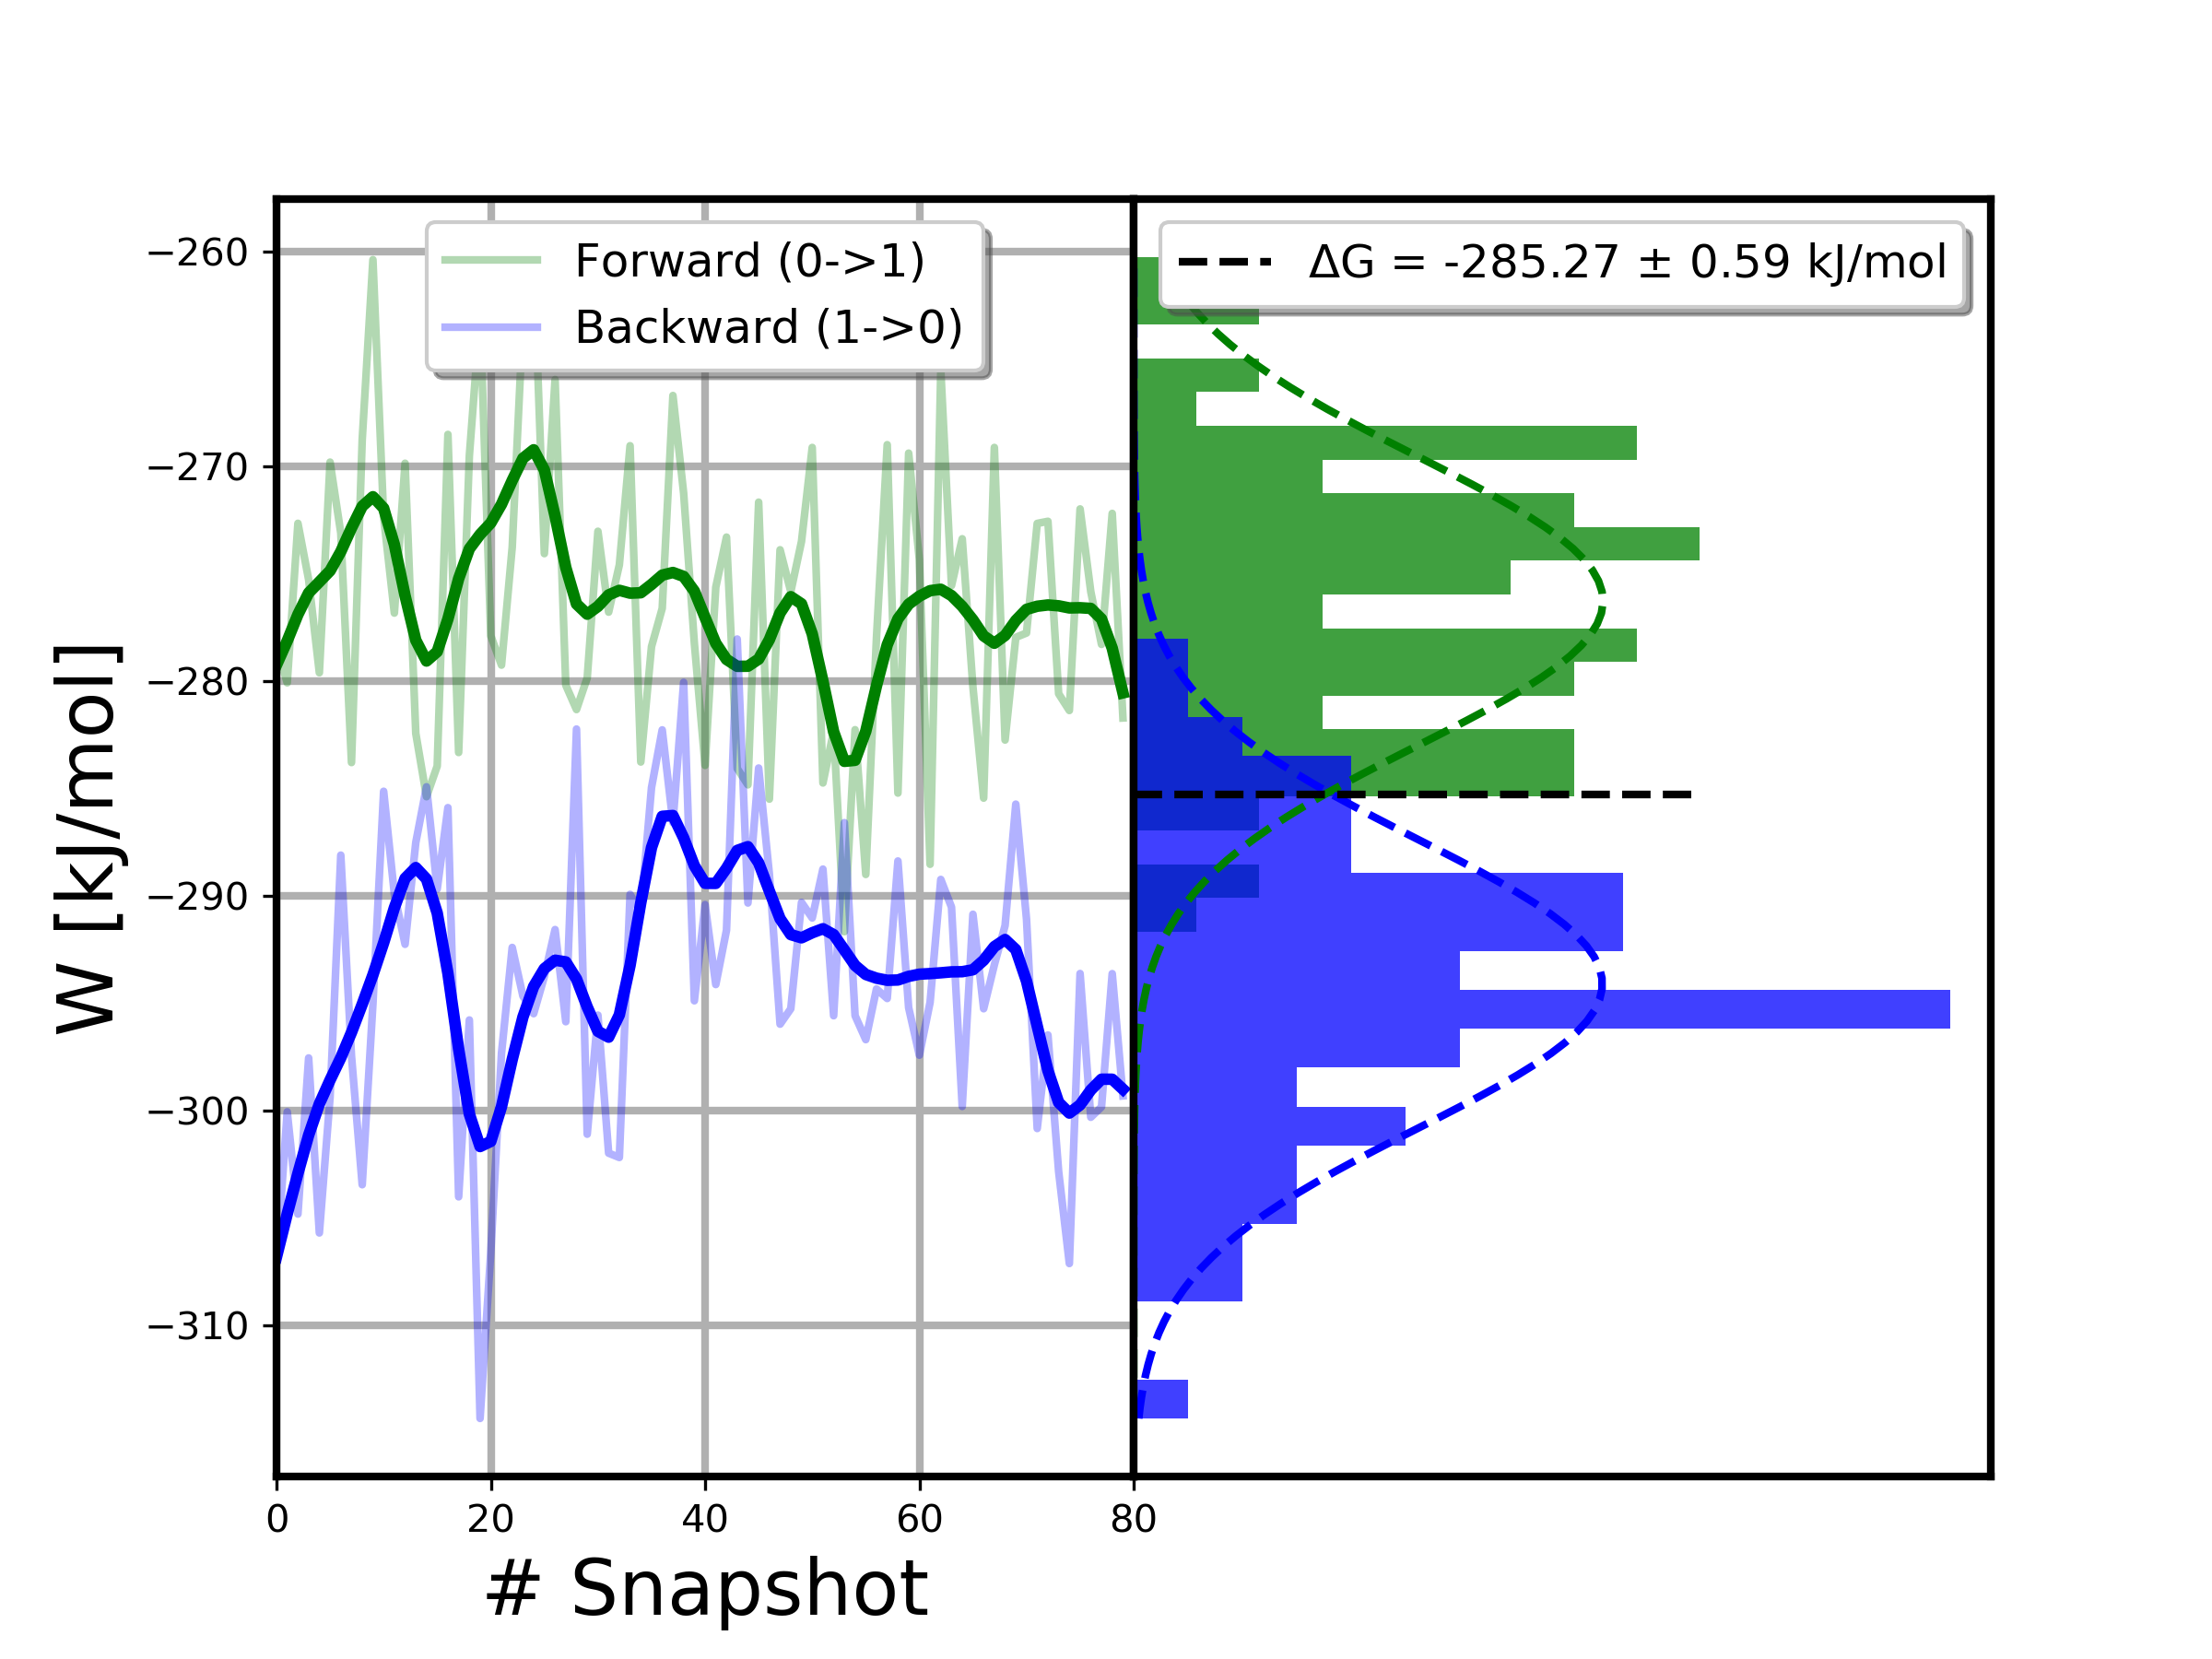 Forward (0->1)
Backward (1->0)
ΔG = -285.27 ± 0.59 kJ/mol
W [kJ/mol]
−260
−270
−280
−290
−300
−310
0 20 40 60 80
# Snapshot